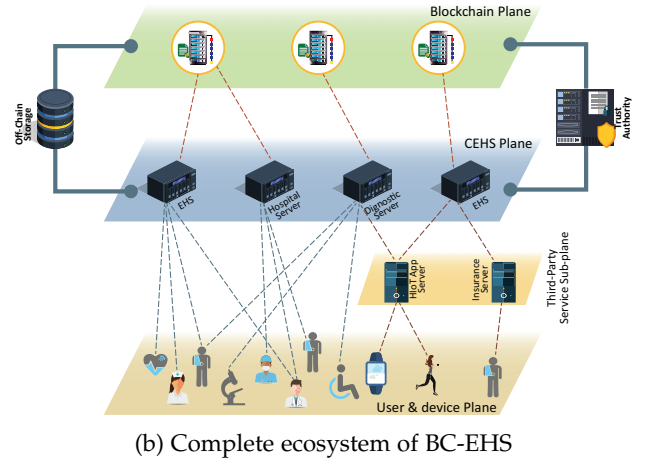 Blockchain Plane
Off-Chain
Storage
Trust
Authority
CEHS Plane
EHS
Hospital
Server
Dignostic
Server
EHS
HIoT App
Server
Insurance
Server
Third-Party
Service Sub-plane
User & device Plane
(b) Complete ecosystem of BC-EHS